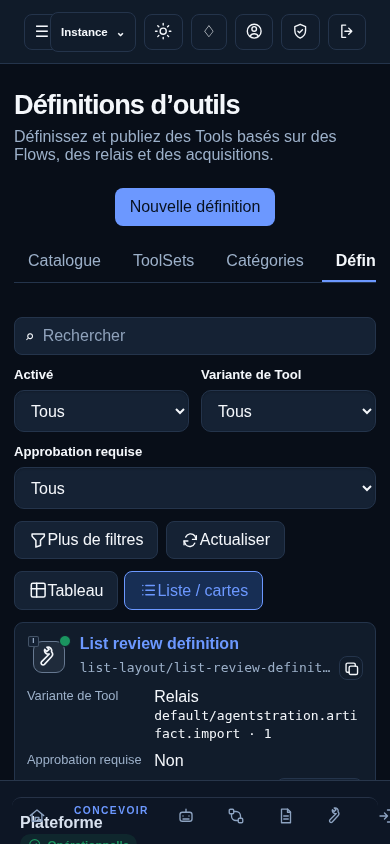 Instance
Définitions d’outils
Définissez et publiez des Tools basés sur des
Flows, des relais et des acquisitions.
Nouvelle définition
Catalogue ToolSets Catégories Défin
Rechercher
Activé Variante de Tool
Tous Tous
Approbation requise
Tous
Plus de filtres Actualiser
Tableau Liste / cartes
List review definition
list-layout/list-review-definit…
Variante de Tool Relais
default/agentstration.arti
fact.import · 1
Approbation requise Non
CONCEVOIR
Plateforme
Opérationnelle